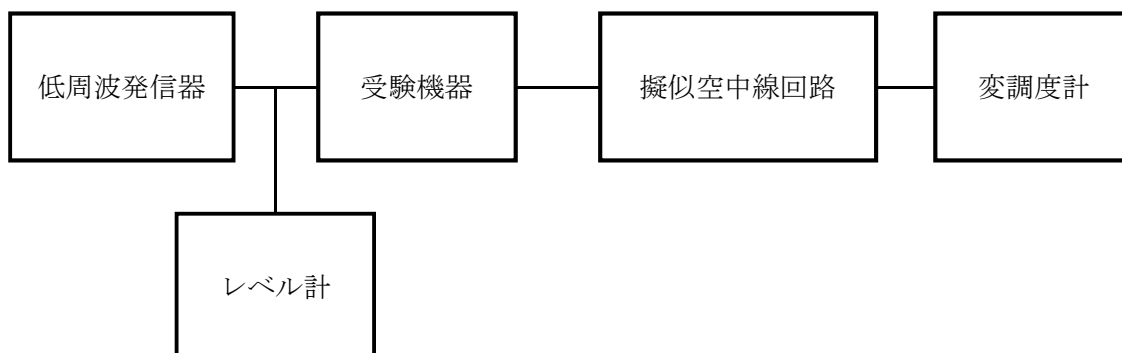 低周波発信器
受験機器
擬似空中線回路
変調度計
レベル計